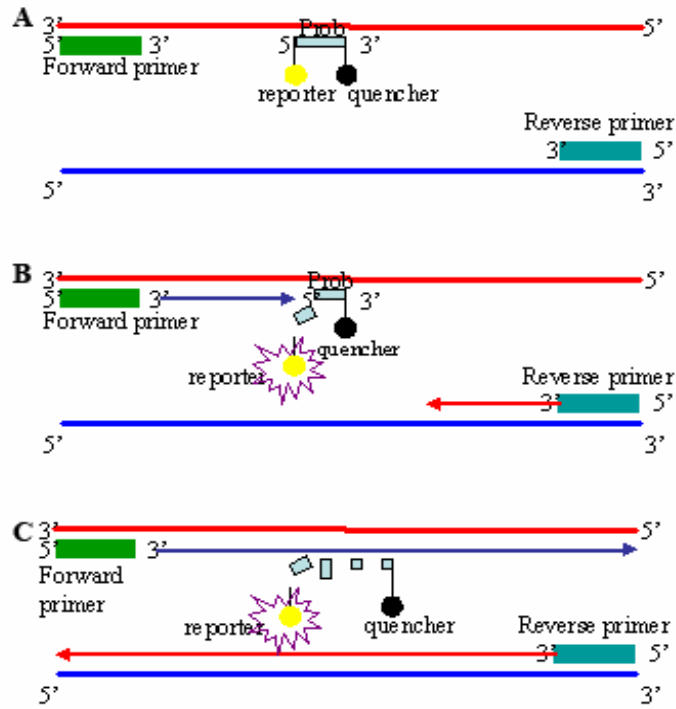 A
3’ 5’
Prob
5’ 3’ 5’ 3’
Forward primer
reporter quencher
Reverse primer
3’ 5’
5’ 3’
B
3’ 5’
Prob
5’ 3’ 5’ 3’
Forward primer
quencher
reporter
Reverse primer
3’ 5’
5’ 3’
C
3’ 5’
5’ 3’
Forward
primer
reporter quencher Reverse primer
3’ 5’
5’ 3’